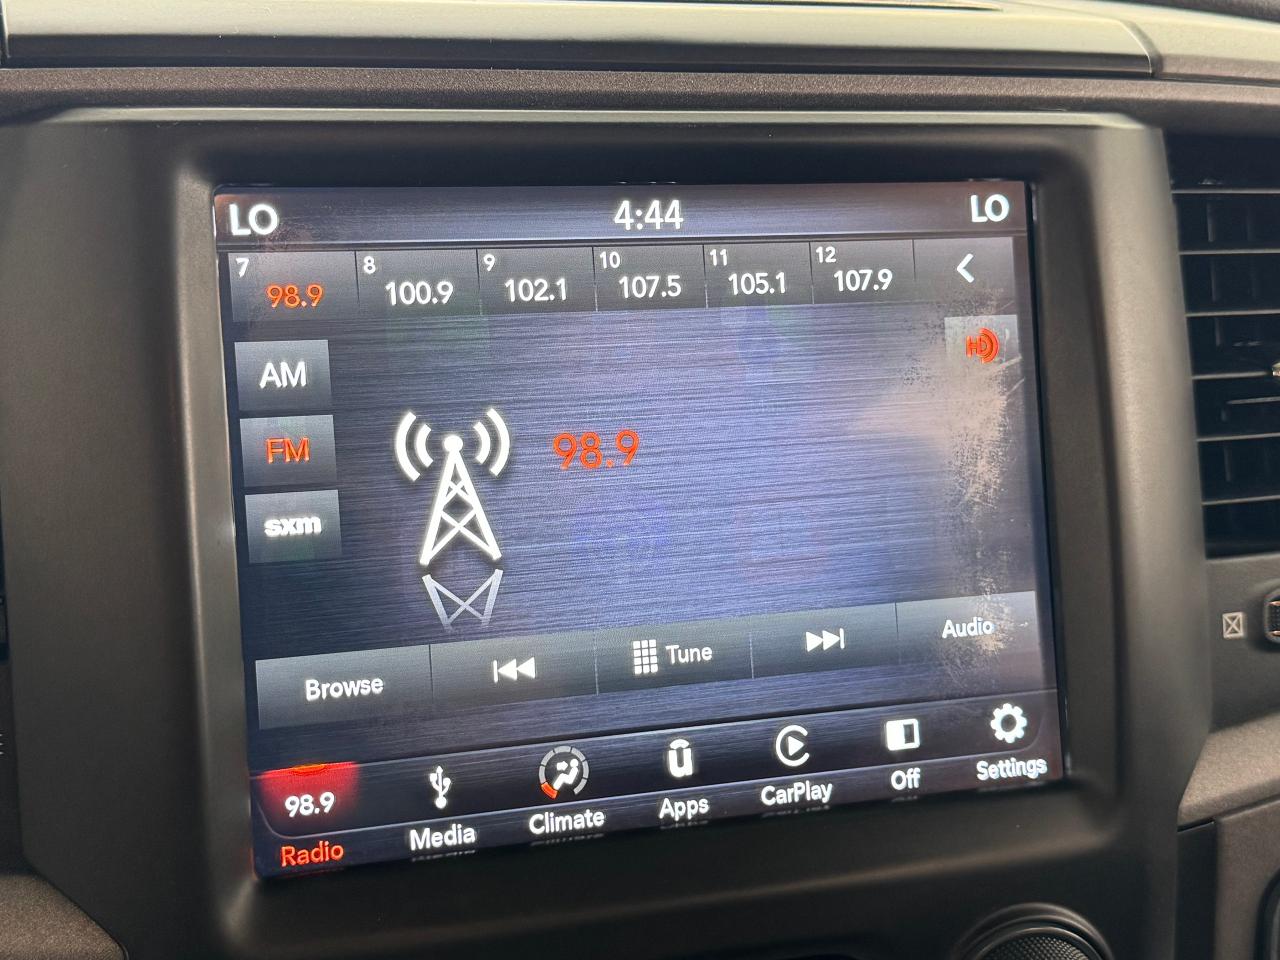 LO 4:44 LO
7 8 9 10 11 12
98.9 100.9 102.1 107.5 105.1 107.9
HD
AM
FM 98.9
sxm
Browse Tune Audio
98.9
Radio Media Climate Apps CarPlay Off Settings